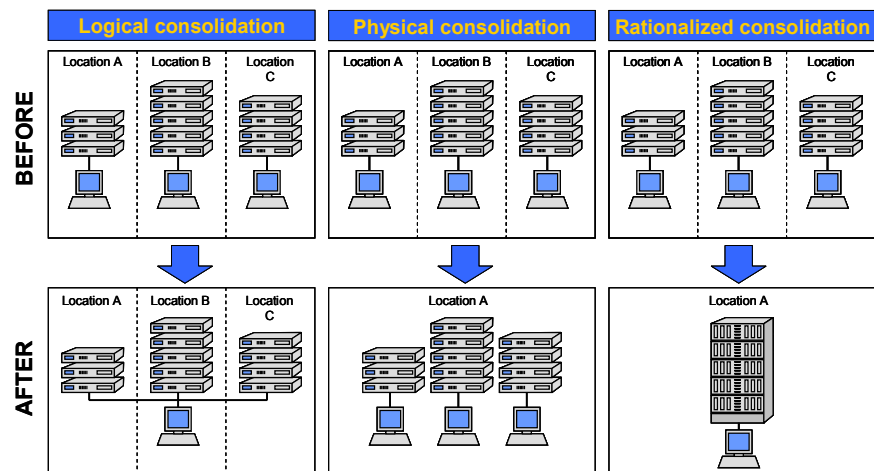 Logical consolidation
Physical consolidation
Rationalized consolidation
BEFORE
Location A
Location B
Location
C
Location A
Location B
Location
C
Location A
Location B
Location
C
AFTER
Location A
Location B
Location
C
Location A
Location A